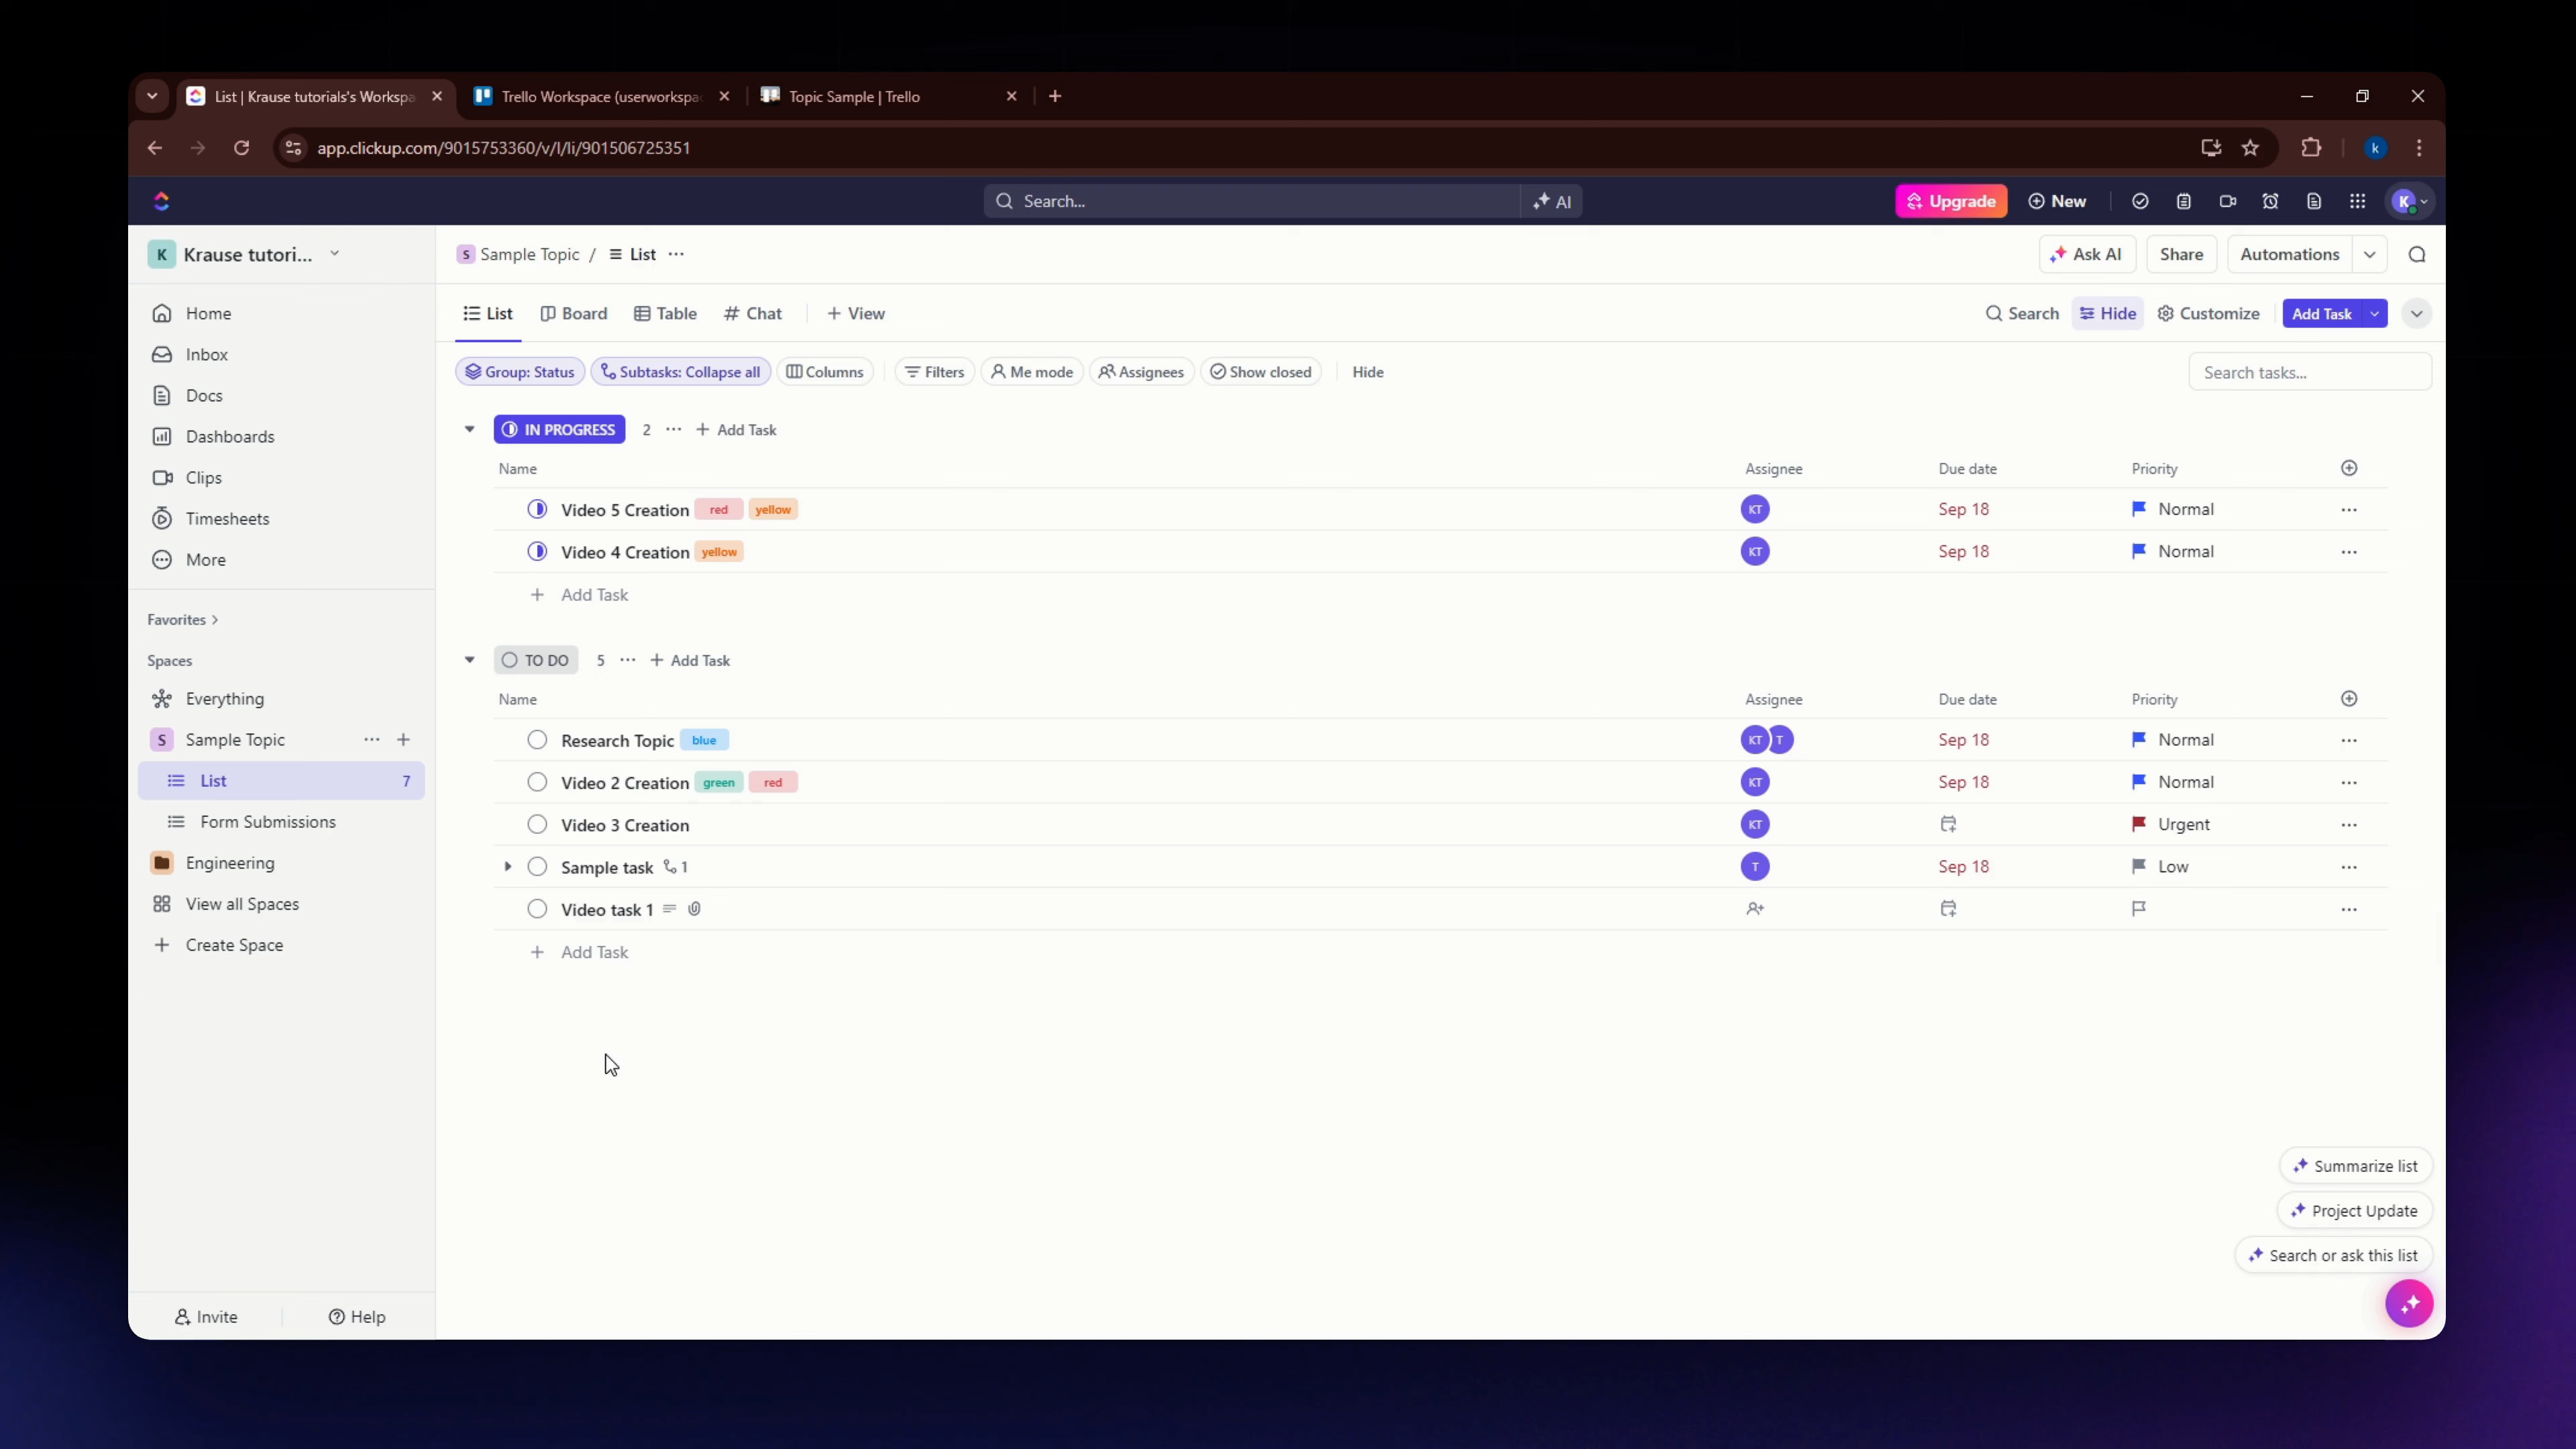 List | Krause tutorials's Workspa
Trello Workspace (userworkspac
Topic Sample | Trello
app.clickup.com/9015753360/v/l/li/901506725351
k
Search...
AI
Upgrade
New
K
K Krause tutori...
Home
Inbox
Docs
Dashboards
Clips
Timesheets
More
Favorites
Spaces
Everything
S Sample Topic
List 7
Form Submissions
Engineering
View all Spaces
Create Space
Invite
Help
S Sample Topic / List
Ask AI
Share
Automations
List
Board
Table
Chat
View
Search
Hide
Customize
Add Task
Group: Status
Subtasks: Collapse all
Columns
Filters
Me mode
Assignees
Show closed
Hide
Search tasks...
IN PROGRESS 2 ... Add Task
Name Assignee Due date Priority
Video 5 Creation red yellow KT Sep 18 Normal
Video 4 Creation yellow KT Sep 18 Normal
Add Task
TO DO 5 ... Add Task
Name Assignee Due date Priority
Research Topic blue KT T Sep 18 Normal
Video 2 Creation green red KT Sep 18 Normal
Video 3 Creation KT Urgent
Sample task 1 T Sep 18 Low
Video task 1
Add Task
Summarize list
Project Update
Search or ask this list